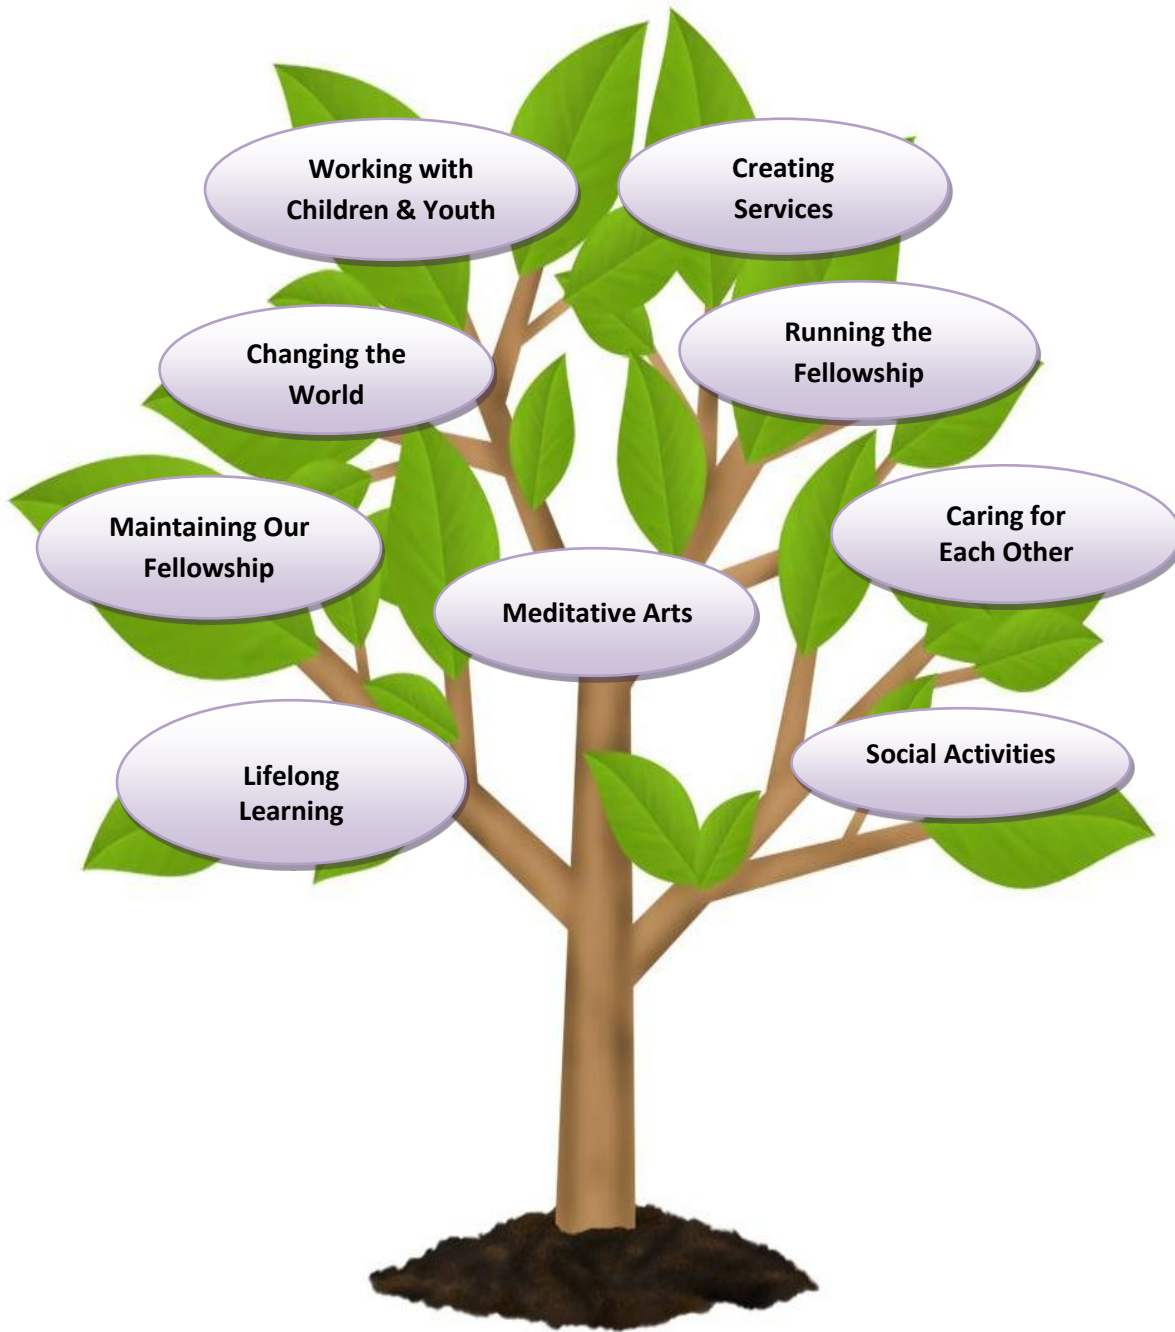 Working with
Children & Youth
Creating
Services
Changing the
World
Running the
Fellowship
Maintaining Our
Fellowship
Caring for
Each Other
Meditative Arts
Lifelong
Learning
Social Activities